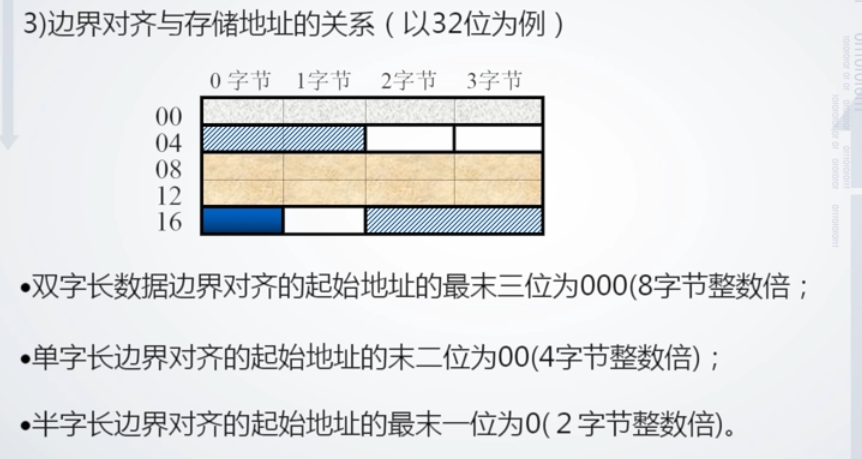 3)边界对齐与存储地址的关系（以32位为例）
0 字节 1字节 2字节 3字节
00
04
08
12
16
•双字长数据边界对齐的起始地址的最末三位为000(8字节整数倍；
•单字长边界对齐的起始地址的末二位为00(4字节整数倍)；
•半字长边界对齐的起始地址的最末一位为0(２字节整数倍)。